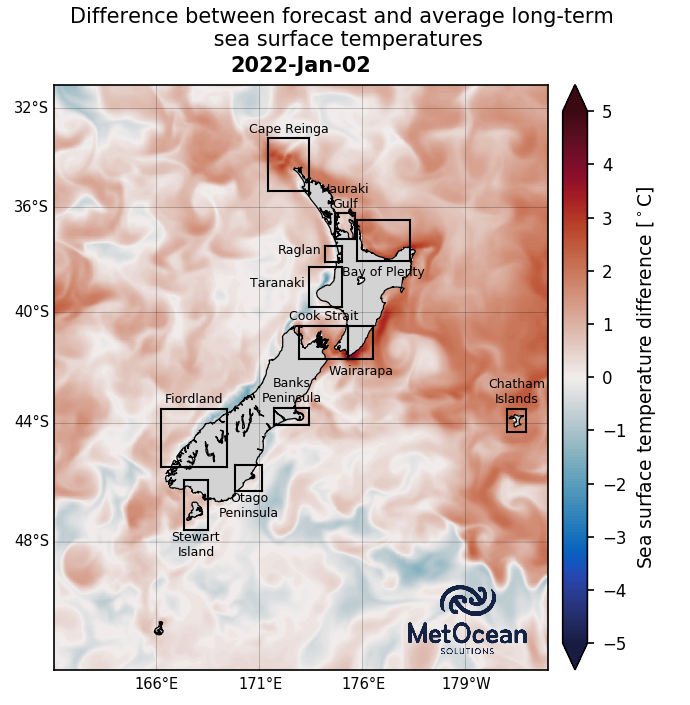 Difference between forecast and average long-term
sea surface temperatures
2022-Jan-02
32°S
36°S
40°S
44°S
48°S
166°E
171°E
176°E
179°W
Cape Reinga
Hauraki
Gulf
Raglan
Bay of Plenty
Taranaki
Cook Strait
Wairarapa
Banks
Peninsula
Fiordland
Chatham
Islands
Otago
Peninsula
Stewart
Island
MetOcean
SOLUTIONS
5
4
3
2
1
0
−1
−2
−3
−4
−5
Sea surface temperature difference [°C]